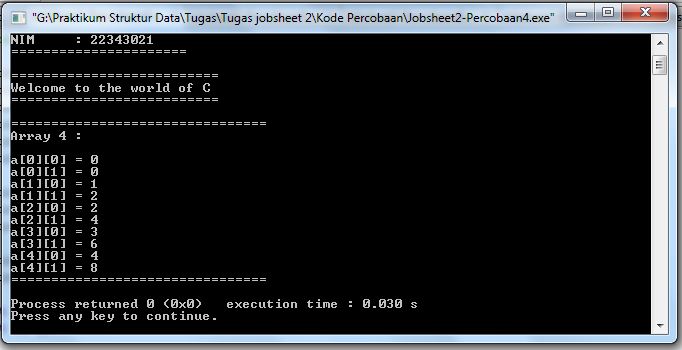 "G:\Praktikum Struktur Data\Tugas\Tugas jobsheet 2\Kode Percobaan\Jobsheet2-Percobaan4.exe"
NIM     : 22343021
======================
==========================
Welcome to the world of C
==========================
================================
Array 4 :
a[0][0] = 0
a[0][1] = 0
a[1][0] = 1
a[1][1] = 2
a[2][0] = 2
a[2][1] = 4
a[3][0] = 3
a[3][1] = 6
a[4][0] = 4
a[4][1] = 8
================================
Process returned 0 (0x0)   execution time : 0.030 s
Press any key to continue.